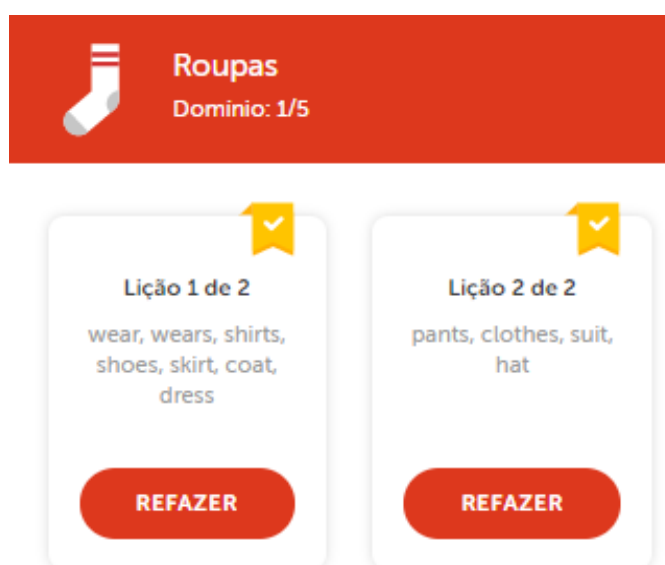 Roupas
Domínio: 1/5
Lição 1 de 2
wear, wears, shirts,
shoes, skirt, coat,
dress
REFAZER
Lição 2 de 2
pants, clothes, suit,
hat
REFAZER